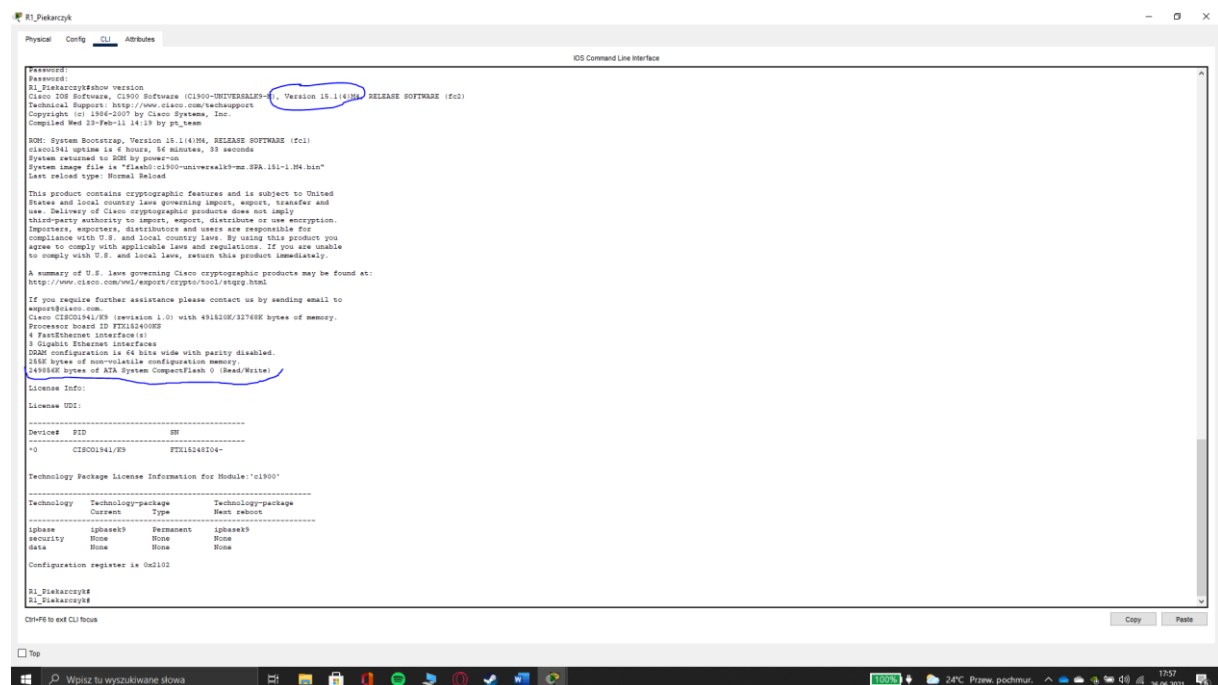 R1_Piekarczyk
Physical Config CLI Attributes
IOS Command Line Interface
Password:
Password:
R1_Piekarczyk#show version
Cisco IOS Software, C1900 Software (C1900-UNIVERSALK9-M), Version 15.1(4)M4, RELEASE SOFTWARE (fc2)
Technical Support: http://www.cisco.com/techsupport
Copyright (c) 1986-2007 by Cisco Systems, Inc.
Compiled Wed 23-Feb-11 14:19 by pt_team
ROM: System Bootstrap, Version 15.1(4)M4, RELEASE SOFTWARE (fc1)
cisco1941 uptime is 6 hours, 56 minutes, 33 seconds
System returned to ROM by power-on
System image file is "flash0:c1900-universalk9-mz.SPA.151-1.M4.bin"
Last reload type: Normal Reload
This product contains cryptographic features and is subject to United
States and local country laws governing import, export, transfer and
use. Delivery of Cisco cryptographic products does not imply
third-party authority to import, export, distribute or use encryption.
Importers, exporters, distributors and users are responsible for
compliance with U.S. and local country laws. By using this product you
agree to comply with applicable laws and regulations. If you are unable
to comply with U.S. and local laws, return this product immediately.
A summary of U.S. laws governing Cisco cryptographic products may be found at:
http://www.cisco.com/wwl/export/crypto/tool/stqrg.html
If you require further assistance please contact us by sending email to
export@cisco.com.
Cisco CISCO1941/K9 (revision 1.0) with 491520K/32768K bytes of memory.
Processor board ID FTX152400KS
4 FastEthernet interface(s)
3 Gigabit Ethernet interfaces
DRAM configuration is 64 bits wide with parity disabled.
255K bytes of non-volatile configuration memory.
249856K bytes of ATA System CompactFlash 0 (Read/Write)
License Info:
License UDI:
-------------------------------------------------
Device# PID SN
-------------------------------------------------
*0 CISCO1941/K9 FTX15248I04-
Technology Package License Information for Module:'c1900'
----------------------------------------------------------------
Technology Technology-package Technology-package
Current Type Next reboot
-----------------------------------------------------------------
ipbase ipbasek9 Permanent ipbasek9
security None None None
data None None None
Configuration register is 0x2102
R1_Piekarczyk#
R1_Piekarczyk#
Ctrl+F6 to exit CLI focus
Copy Paste
Top
Wpisz tu wyszukiwane słowa
100% 24°C Przew. pochmur. 17:57
26.06.2021